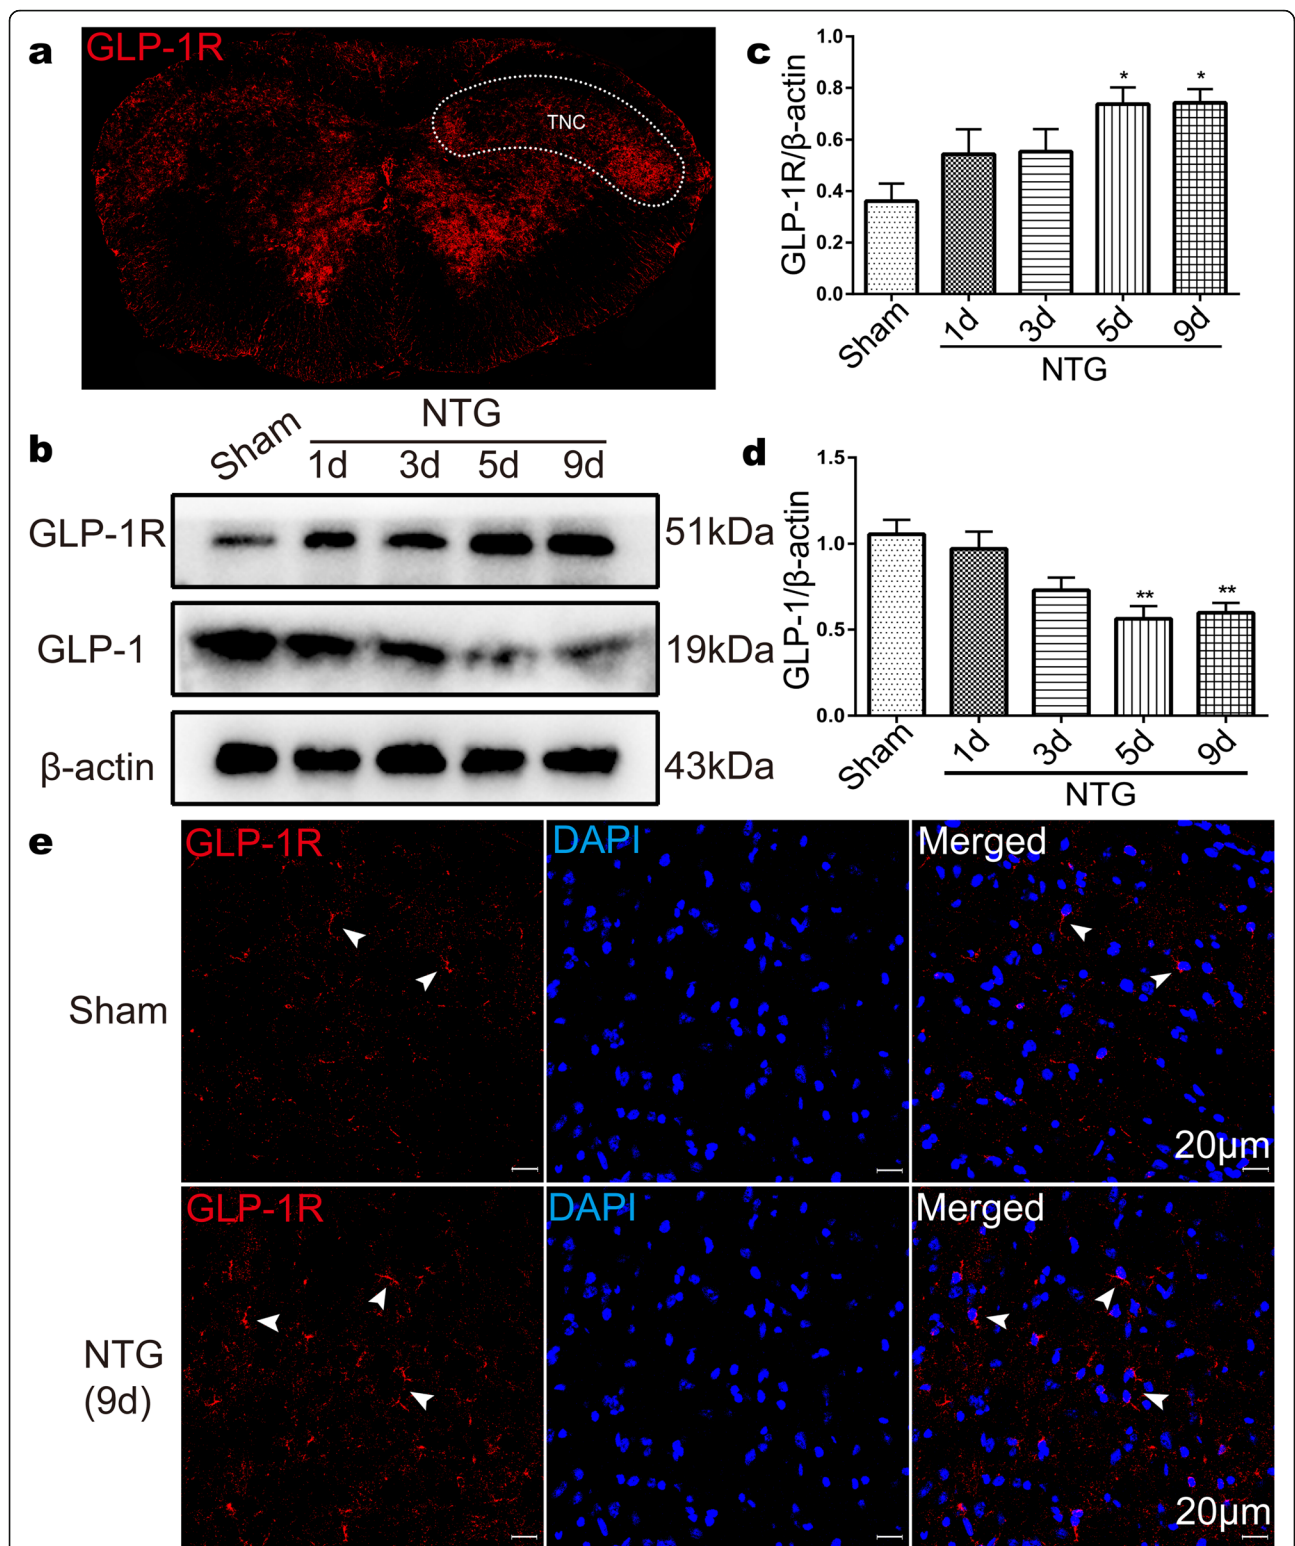 a
GLP-1R
TNC
c
GLP-1R/β-actin
1.0
0.8
0.6
0.4
0.2
0.0
*
*
Sham
1d
3d
5d
9d
NTG
b
Sham
NTG
1d
3d
5d
9d
GLP-1R
51kDa
GLP-1
19kDa
β-actin
43kDa
d
GLP-1/β-actin
1.5
1.0
0.5
0.0
**
**
Sham
1d
3d
5d
9d
NTG
e
GLP-1R
DAPI
Merged
Sham
20μm
GLP-1R
DAPI
Merged
NTG
(9d)
20μm